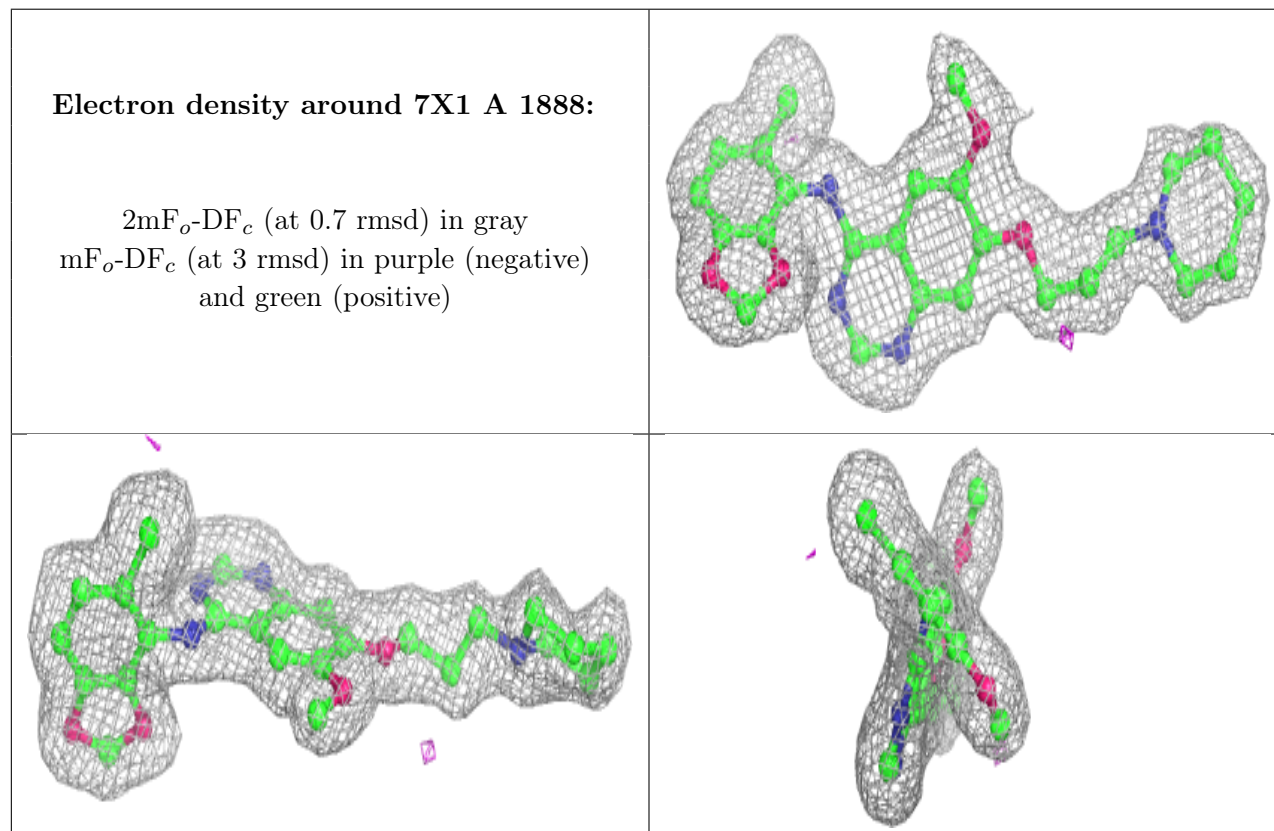 Electron density around 7X1 A 1888:
2mFo-DFc (at 0.7 rmsd) in gray
mFo-DFc (at 3 rmsd) in purple (negative)
and green (positive)